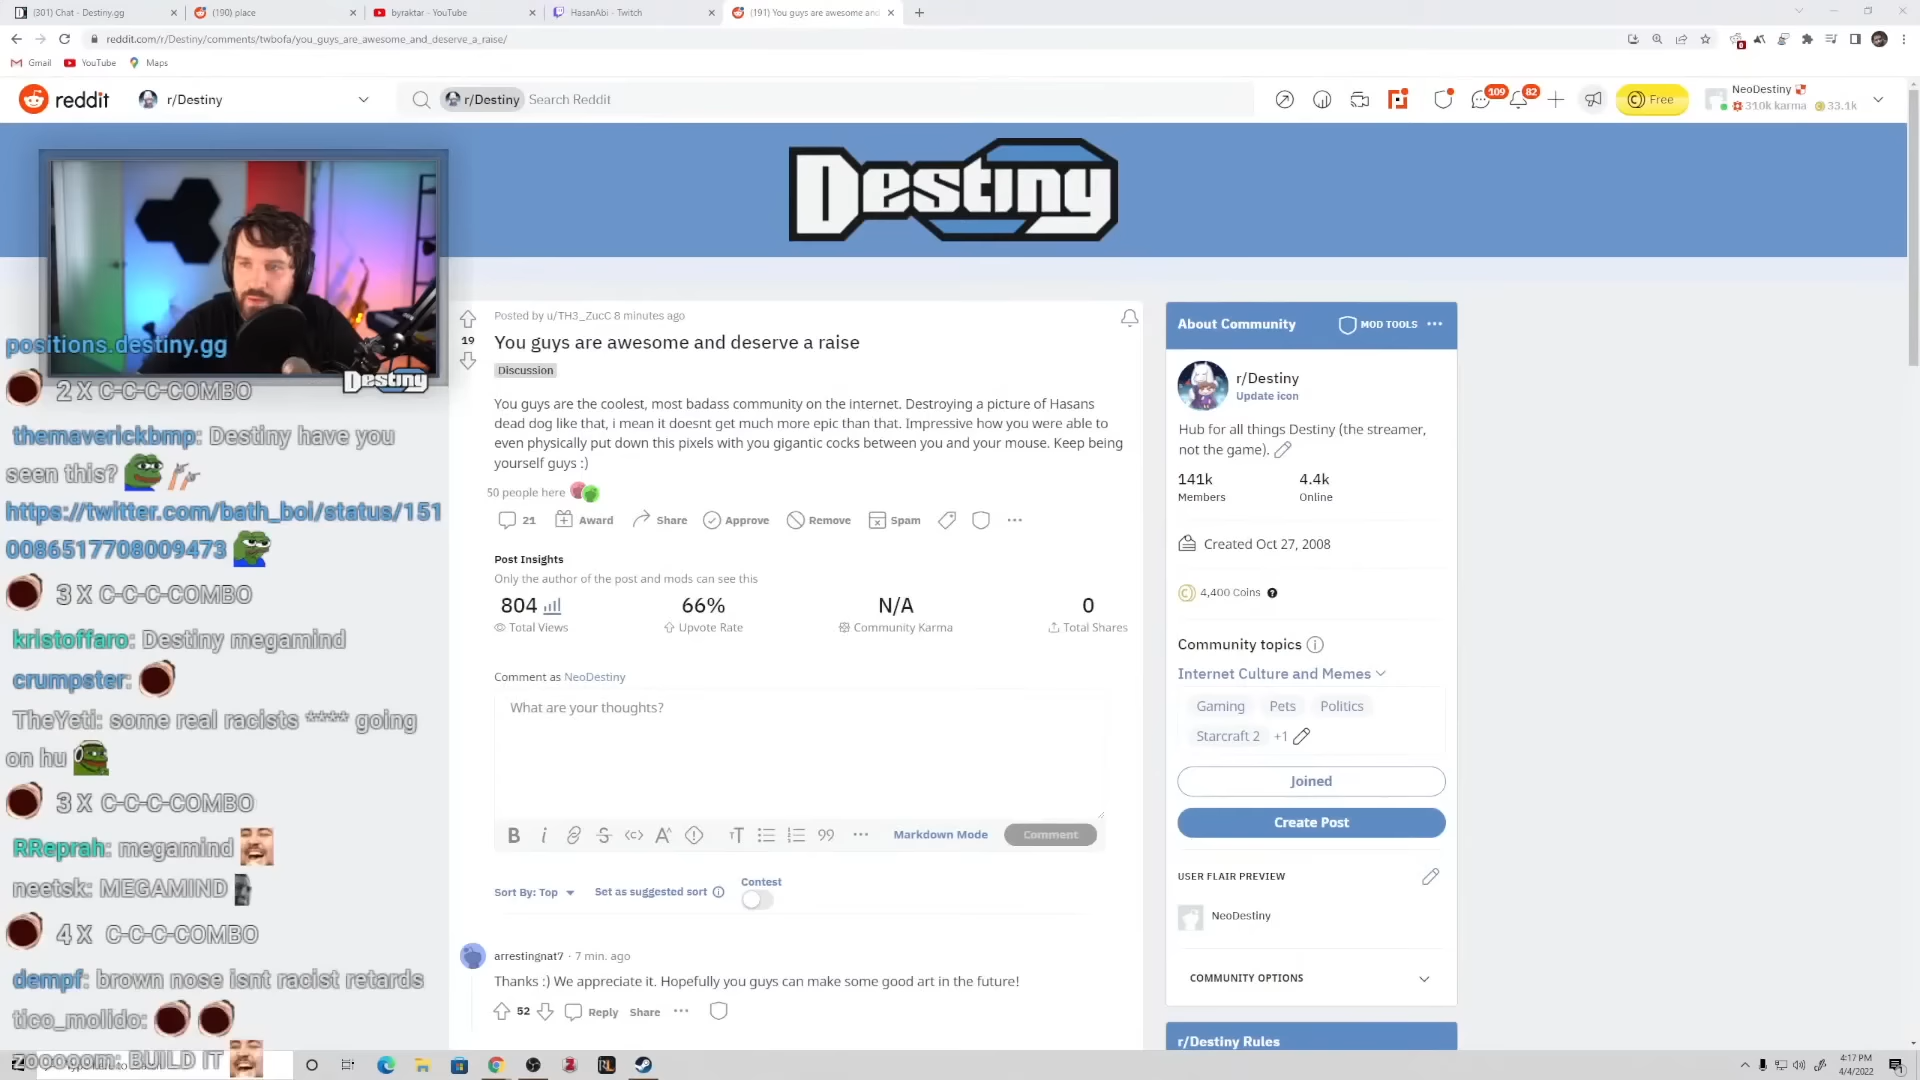 (301) Chat - Destiny.gg
(190) place
byraktar - YouTube
HasanAbi - Twitch
(191) You guys are awesome and
reddit.com/r/Destiny/comments/twbofa/you_guys_are_awesome_and_deserve_a_raise/
Gmail
YouTube
Maps
reddit
r/Destiny
r/Destiny
Search Reddit
109
82
Free
NeoDestiny
310k karma
33.1k
Destiny
positions.destiny.gg
Destiny
2 X C-C-C-COMBO
themaverickbmp: Destiny have you
seen this?
https://twitter.com/bath_boi/status/151
0086517708009473
3 X C-C-C-COMBO
kristoffaro: Destiny megamind
crumpster:
TheYeti: some real racists **** going
on hu
3 X C-C-C-COMBO
RReprah: megamind
neetsk: MEGAMIND
4 X C-C-C-COMBO
dempf: brown nose isnt racist retards
tico_molido:
zooooom: BUILD IT
19
Posted by u/TH3_ZucC 8 minutes ago
You guys are awesome and deserve a raise
Discussion
You guys are the coolest, most badass community on the internet. Destroying a picture of Hasans
dead dog like that, i mean it doesnt get much more epic than that. Impressive how you were able to
even physically put down this pixels with you gigantic cocks between you and your mouse. Keep being
yourself guys :)
50 people here
21
Award
Share
Approve
Remove
Spam
Post Insights
Only the author of the post and mods can see this
804
66%
N/A
0
Total Views
Upvote Rate
Community Karma
Total Shares
Comment as NeoDestiny
What are your thoughts?
Markdown Mode
Comment
Sort By: Top
Set as suggested sort
Contest
arrestingnat7 · 7 min. ago
Thanks :) We appreciate it. Hopefully you guys can make some good art in the future!
52
Reply
Share
About Community
MOD TOOLS
r/Destiny
Update icon
Hub for all things Destiny (the streamer,
not the game).
141k
4.4k
Members
Online
Created Oct 27, 2008
4,400 Coins
Community topics
Internet Culture and Memes
Gaming
Pets
Politics
Starcraft 2
+1
Joined
Create Post
USER FLAIR PREVIEW
NeoDestiny
COMMUNITY OPTIONS
r/Destiny Rules
4:17 PM
4/4/2022